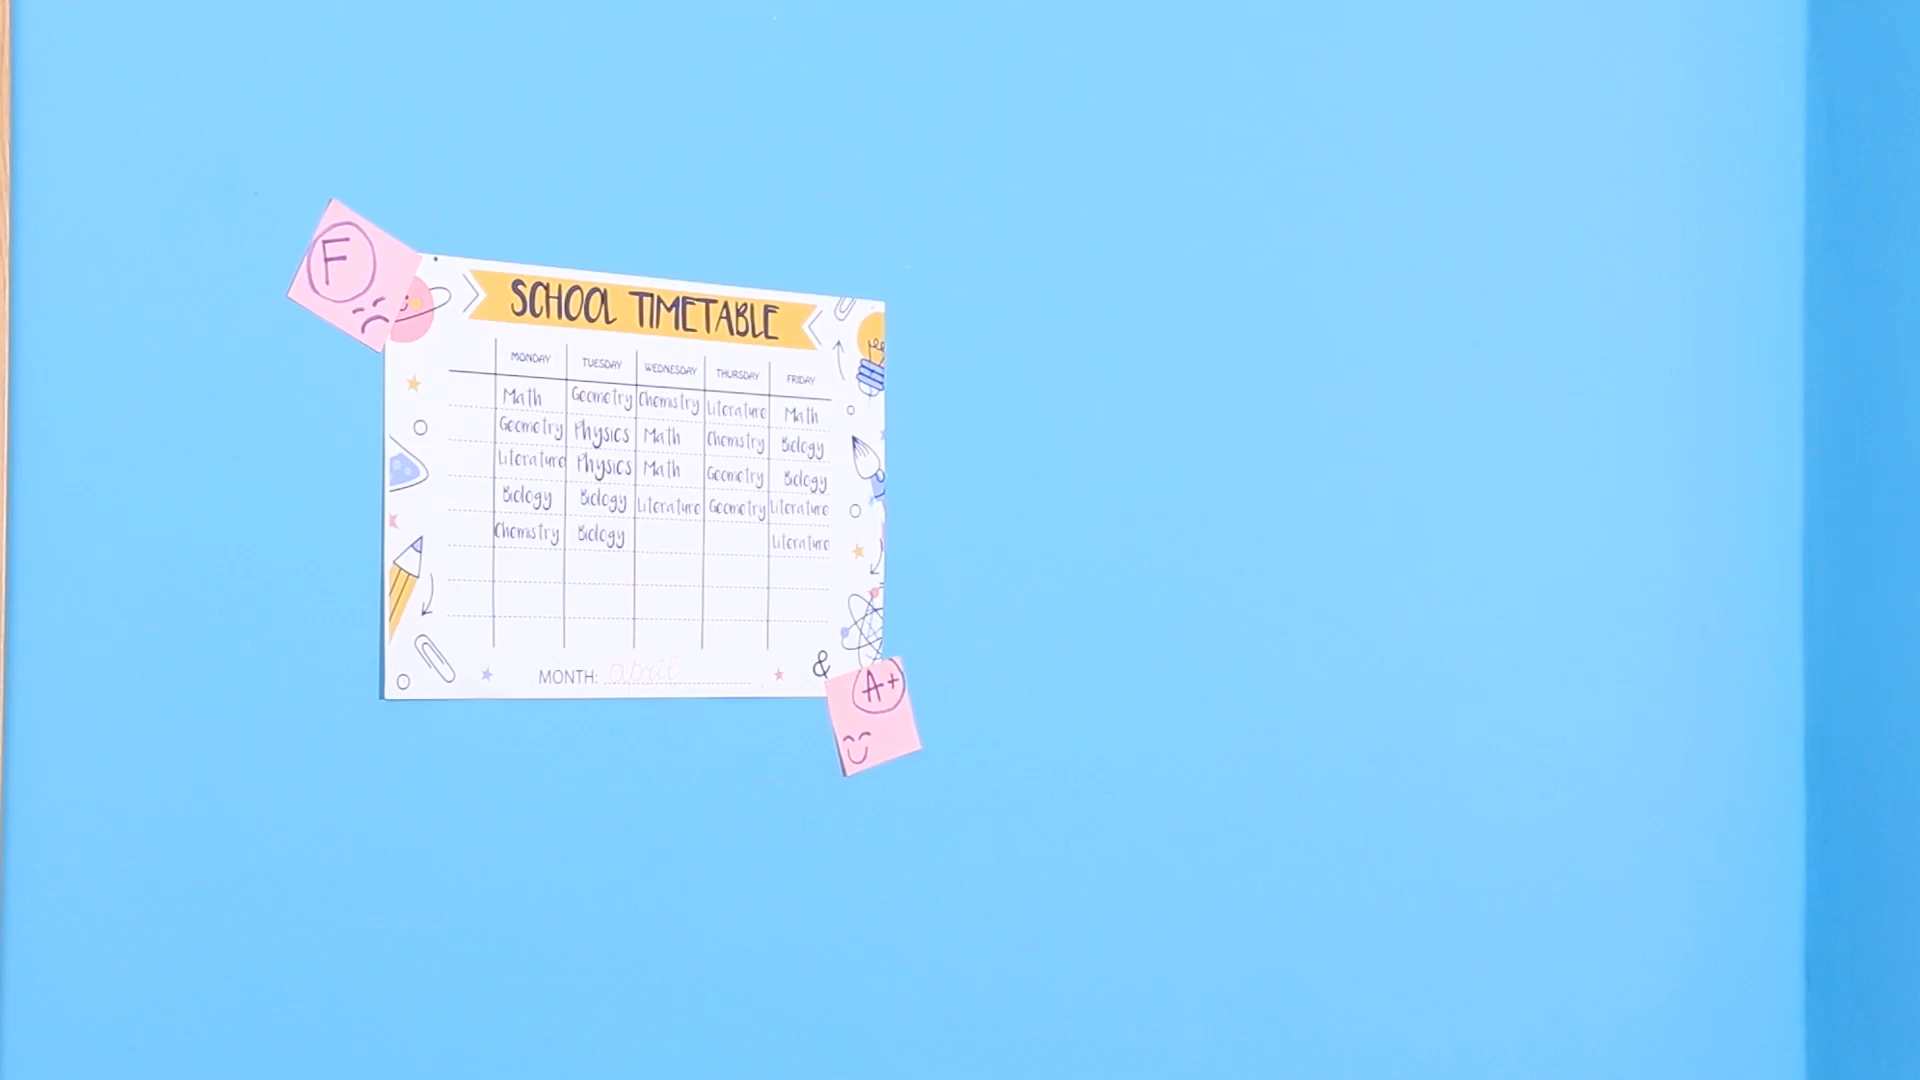 F
SCHOOL TIMETABLE
MONDAY TUESDAY WEDNESDAY THURSDAY FRIDAY
Math Geometry Chemistry Literature Math
Geometry Physics Math Chemistry Biology
Literature Physics Math Geometry Biology
Biology Biology Literature Geometry Literature
Chemistry Biology Literature
MONTH: april
&
A+